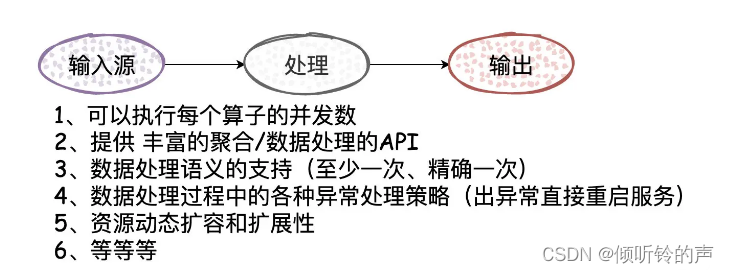 输入源
处理
输出
1、可以执行每个算子的并发数
2、提供 丰富的聚合/数据处理的API
3、数据处理语义的支持（至少一次、精确一次）
4、数据处理过程中的各种异常处理策略（出异常直接重启服务）
5、资源动态扩容和扩展性
6、等等等
CSDN @倾听铃的声